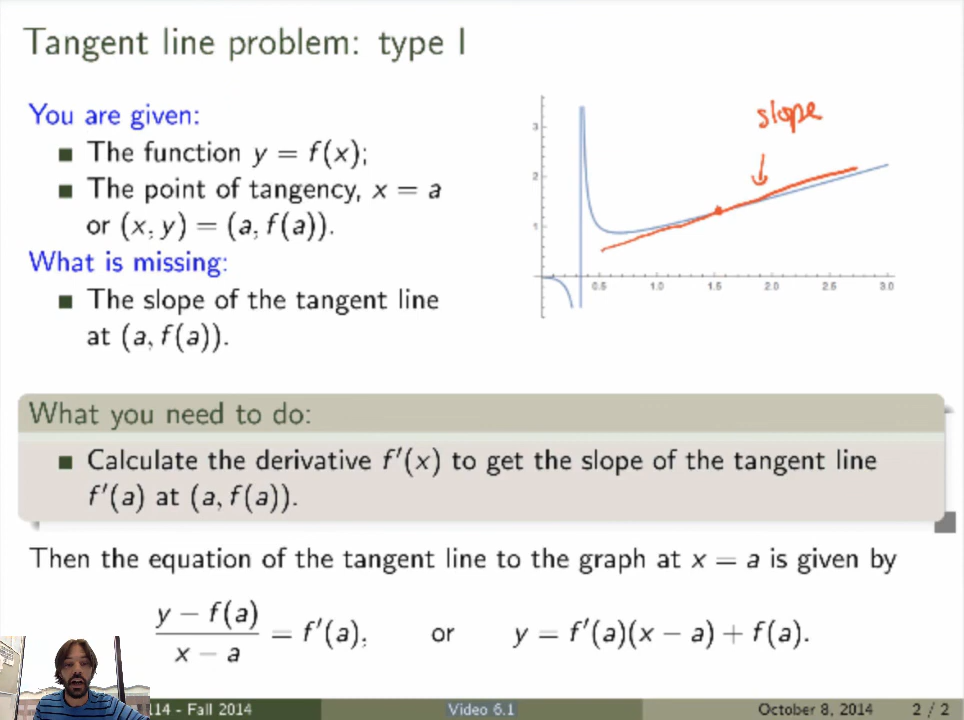 Tangent line problem: type I
You are given:
■ The function y = f(x);
■ The point of tangency, x = a
or (x, y) = (a, f(a)).
What is missing:
■ The slope of the tangent line
at (a, f(a)).
slope
3
2
1
0.5 1.0 1.5 2.0 2.5 3.0
What you need to do:
■ Calculate the derivative f′(x) to get the slope of the tangent line
f′(a) at (a, f(a)).
Then the equation of the tangent line to the graph at x = a is given by
y − f(a) / x − a = f′(a), or y = f′(a)(x − a) + f(a).
114 - Fall 2014 Video 6.1 October 8, 2014 2 / 2